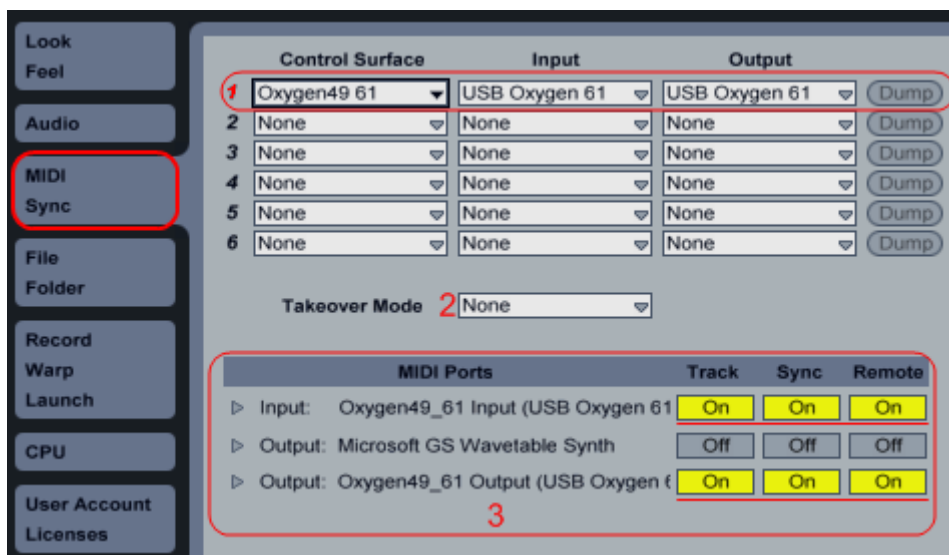 Look
Feel
Audio
MIDI
Sync
File
Folder
Record
Warp
Launch
CPU
User Account
Licenses
Control Surface Input Output
1 Oxygen49 61 USB Oxygen 61 USB Oxygen 61 Dump
2 None None None Dump
3 None None None Dump
4 None None None Dump
5 None None None Dump
6 None None None Dump
Takeover Mode 2 None
MIDI Ports Track Sync Remote
Input: Oxygen49_61 Input (USB Oxygen 61 On On On
Output: Microsoft GS Wavetable Synth Off Off Off
Output: Oxygen49_61 Output (USB Oxygen 6 On On On
3